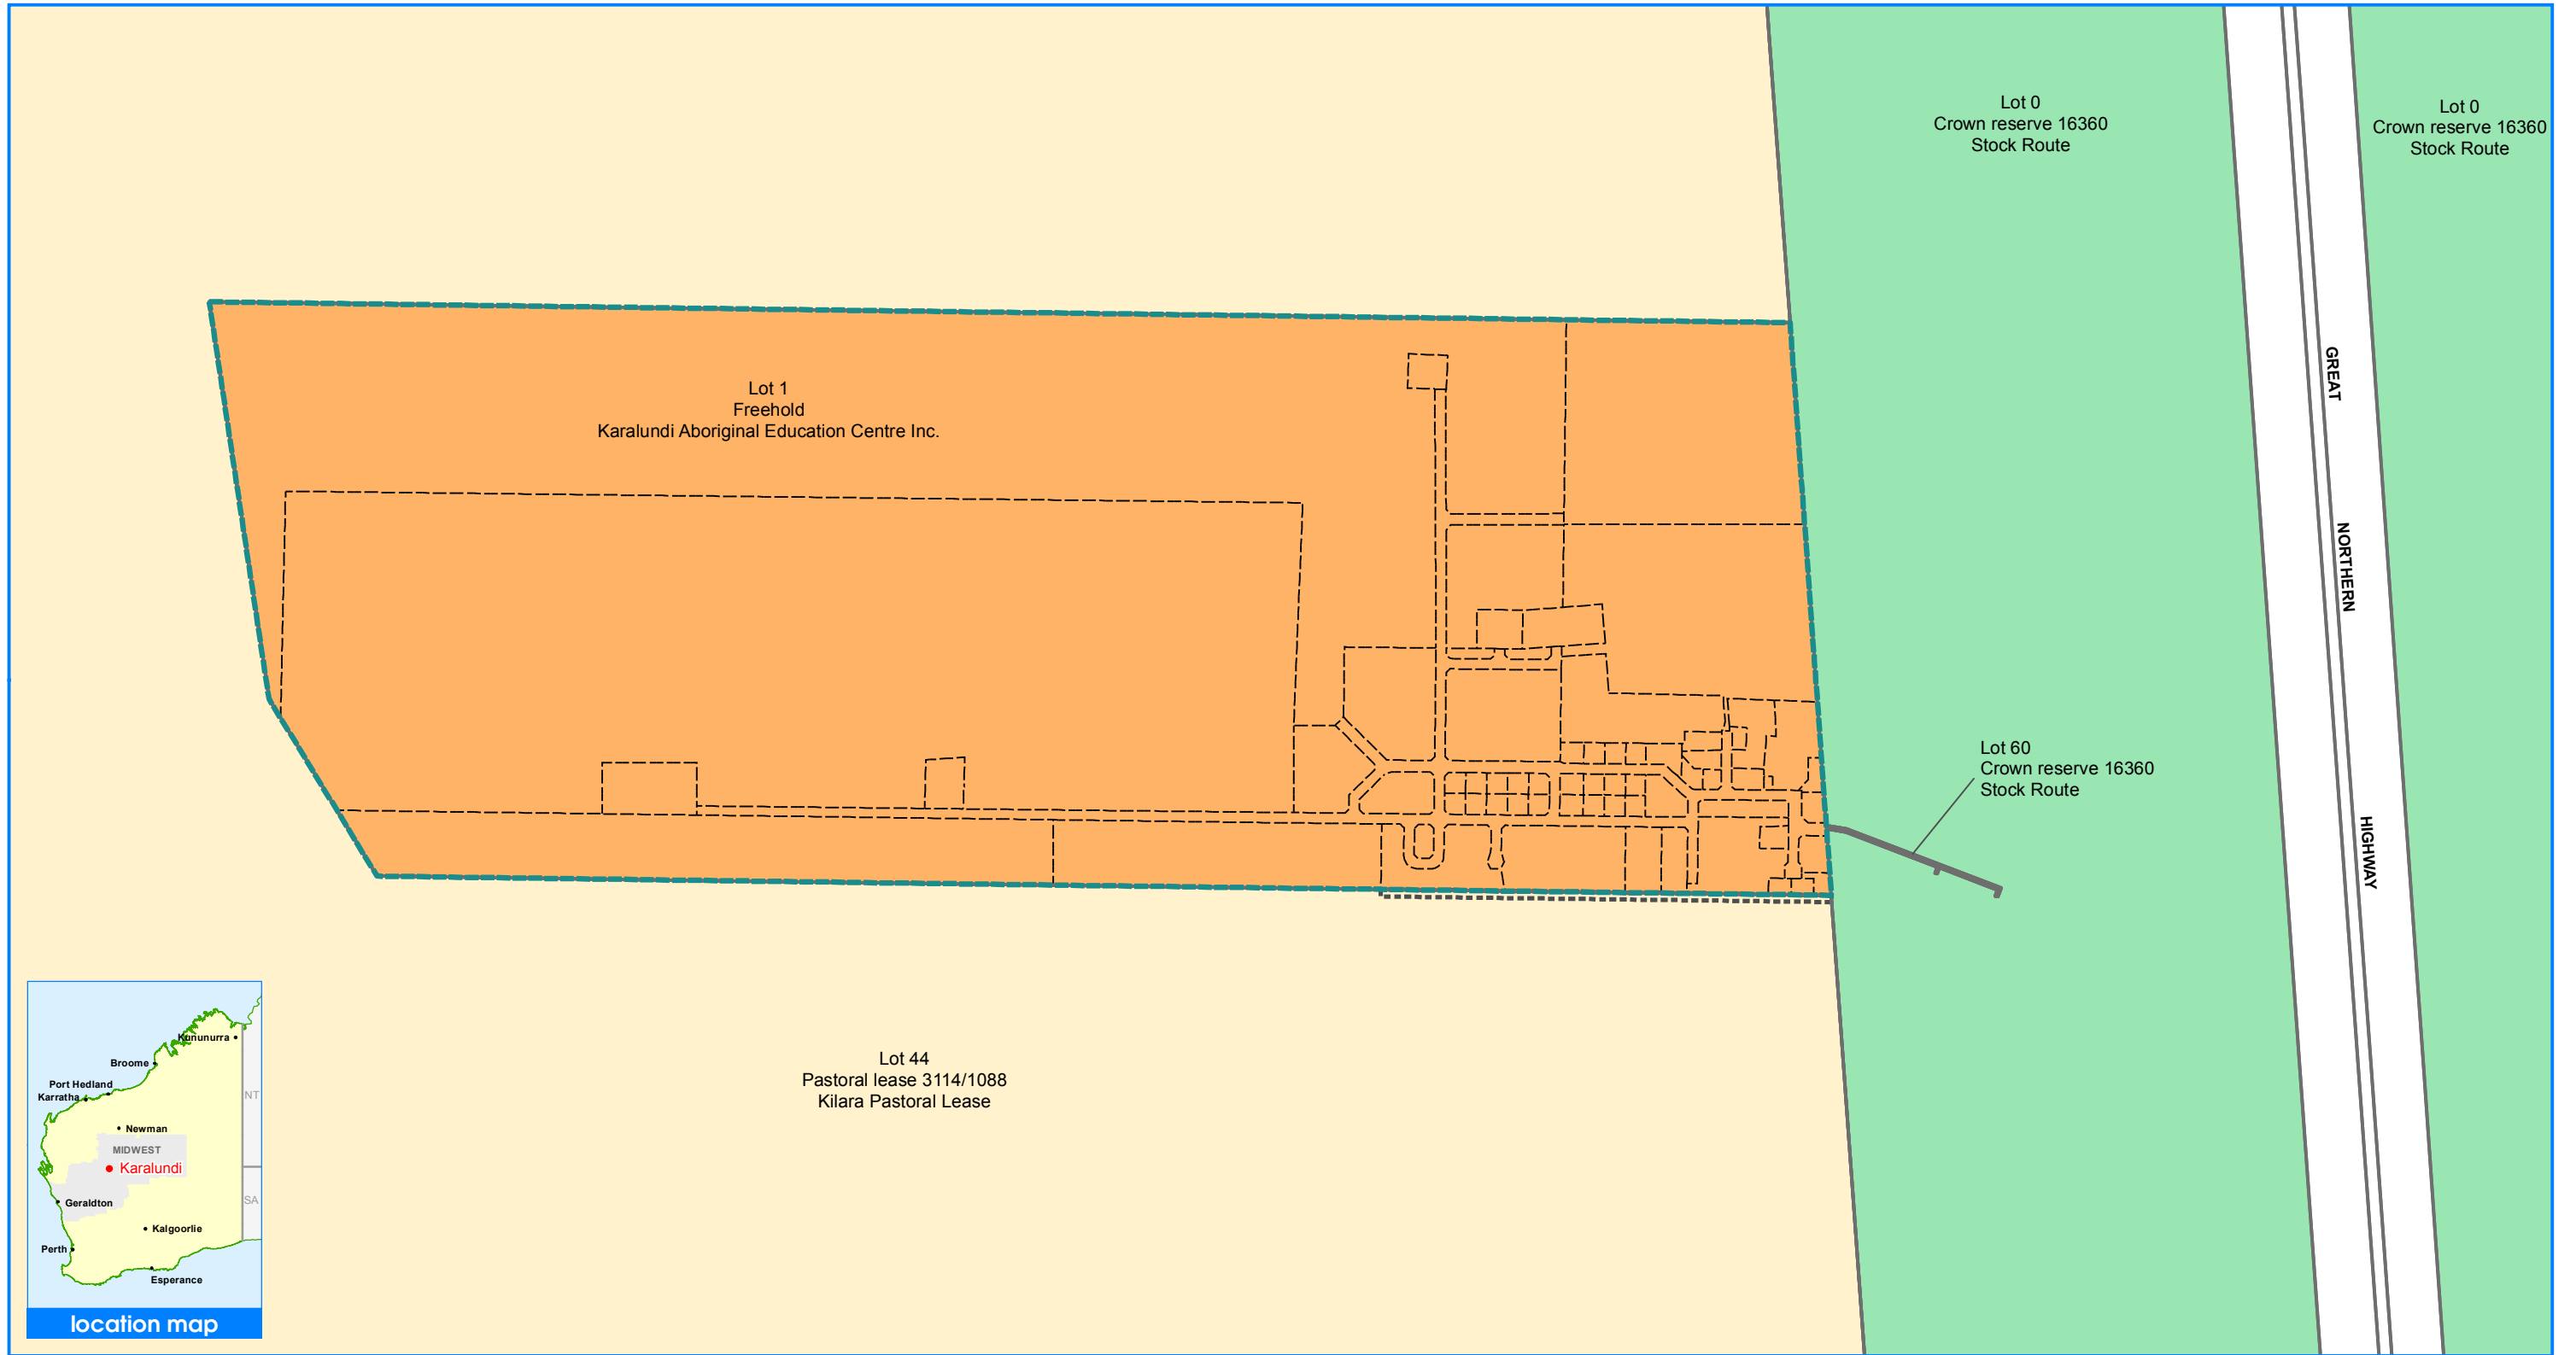 Lot 0
Crown reserve 16360
Stock Route
Lot 0
Crown reserve 16360
Stock Route
Lot 1
Freehold
Karalundi Aboriginal Education Centre Inc.
GREAT
NORTHERN
HIGHWAY
Lot 60
Crown reserve 16360
Stock Route
Lot 44
Pastoral lease 3114/1088
Kilara Pastoral Lease
Kununurra
Broome
Port Hedland
Karratha
NT
Newman
MIDWEST
Karalundi
SA
Geraldton
Kalgoorlie
Perth
Esperance
location map